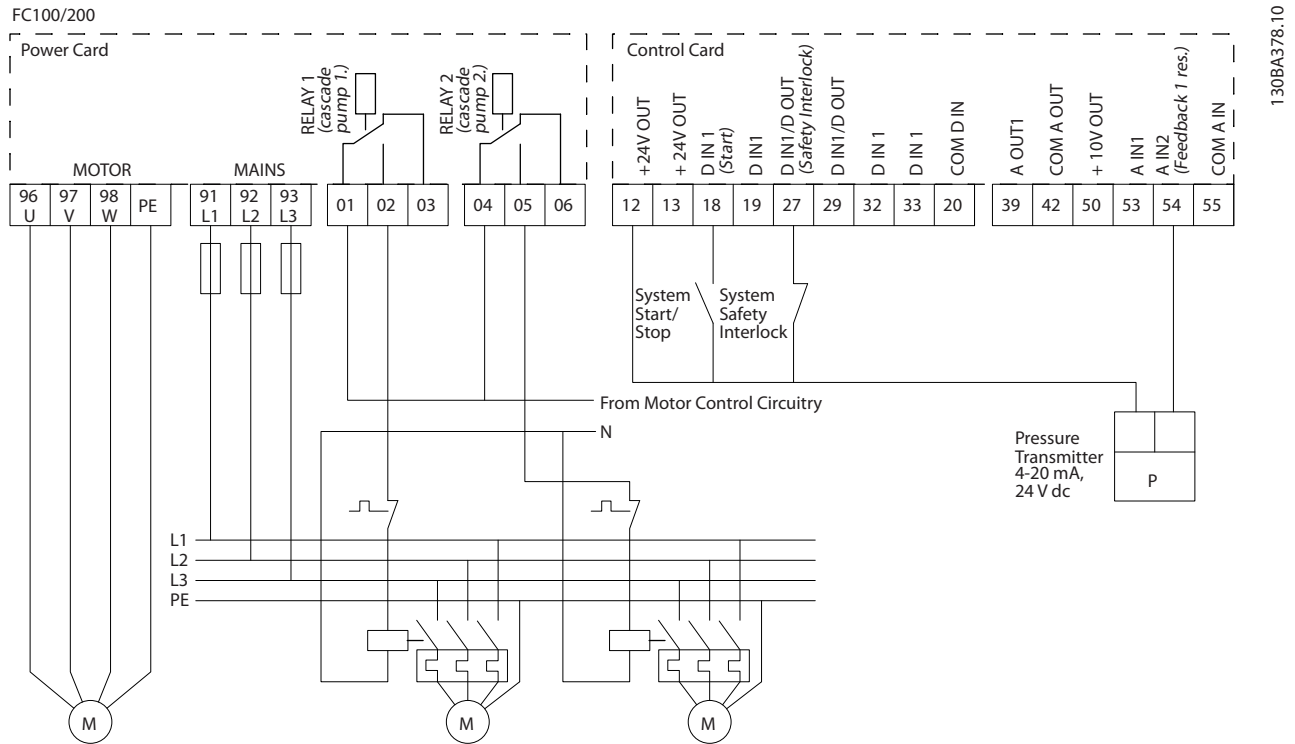 FC100/200
130BA378.10
Power Card
Control Card
RELAY 1
(cascade
pump 1.)
RELAY 2
(cascade
pump 2.)
+24V OUT
+ 24V OUT
D IN1
(Start)
D IN1
D IN1/D OUT
(Safety Interlock)
D IN1/D OUT
D IN 1
D IN 1
COM D IN
A OUT1
COM A OUT
+ 10V OUT
A IN1
A IN2
(Feedback 1 res.)
COM A IN
MOTOR
MAINS
96 97 98 PE 91 92 93 01 02 03 04 05 06 12 13 18 19 27 29 32 33 20 39 42 50 53 54 55
U V W L1 L2 L3
System
Start/
Stop
System
Safety
Interlock
From Motor Control Circuitry
N
Pressure
Transmitter
4-20 mA,
24 V dc
P
L1
L2
L3
PE
M M M